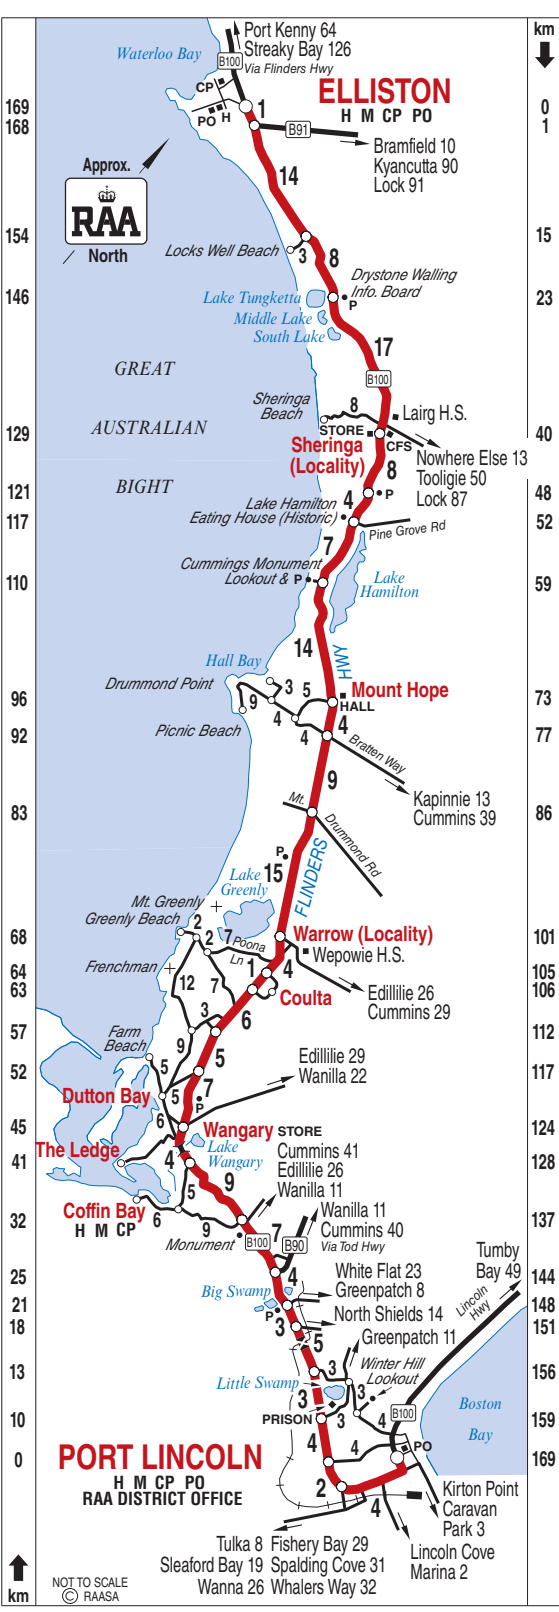 km
Port Kenny 64
Streaky Bay 126
Via Flinders Hwy
Waterloo Bay
B100
CP
ELLISTON
H M CP PO
169
1
0
PO H
168
B91
1
Bramfield 10
Kyancutta 90
Lock 91
Approx.
RAA
North
14
154
15
Locks Well Beach
3
8
Drystone Walling
Info. Board
146
Lake Tungketta
P
23
Middle Lake
South Lake
17
GREAT
B100
Sheringa
Beach
8
Lairg H.S.
AUSTRALIAN
STORE
129
Sheringa
(Locality)
CFS
40
Nowhere Else 13
Tooligie 50
Lock 87
8
BIGHT
121
P
48
Lake Hamilton
Eating House (Historic)
4
117
52
Pine Grove Rd
7
Cummings Monument
Lookout & P
110
59
Lake
Hamilton
14
HWY
Hall Bay
Drummond Point
3
5
Mount Hope
HALL
96
73
9
4
4
4
Picnic Beach
92
77
Bratten Way
9
Kapinnie 13
Cummins 39
83
Mt.
Drummond Rd
86
P
FLINDERS
15
Lake
Greenly
Mt. Greenly
Greenly Beach
2
2
7
Poona
Ln
68
Warrow (Locality)
101
Wepowie H.S.
Frenchman
64
1
4
105
63
106
12
7
Coulta
Edillilie 26
Cummins 29
3
6
57
112
Farm
Beach
9
5
5
Edillilie 29
Wanilla 22
52
117
Dutton Bay
7
P
6
45
Wangary STORE
124
The Ledge
Lake
Wangary
41
4
128
Cummins 41
Edillilie 26
Wanilla 11
9
5
Coffin Bay
H M CP
6
9
32
137
Monument
B100
7
B90
Wanilla 11
Cummins 40
Via Tod Hwy
Tumby
Bay 49
25
144
White Flat 23
Greenpatch 8
4
Big Swamp
21
P
148
Lincoln
Hwy
18
3
North Shields 14
151
5
Greenpatch 11
13
3
Winter Hill
Lookout
156
Little Swamp
3
PRISON
10
3
4
B100
Boston
Bay
159
4
4
PO
0
PORT LINCOLN
H M CP PO
RAA DISTRICT OFFICE
169
2
4
Kirton Point
Caravan
Park 3
Tulka 8 Fishery Bay 29
Sleaford Bay 19 Spalding Cove 31
Wanna 26 Whalers Way 32
Lincoln Cove
Marina 2
km
NOT TO SCALE
© RAASA